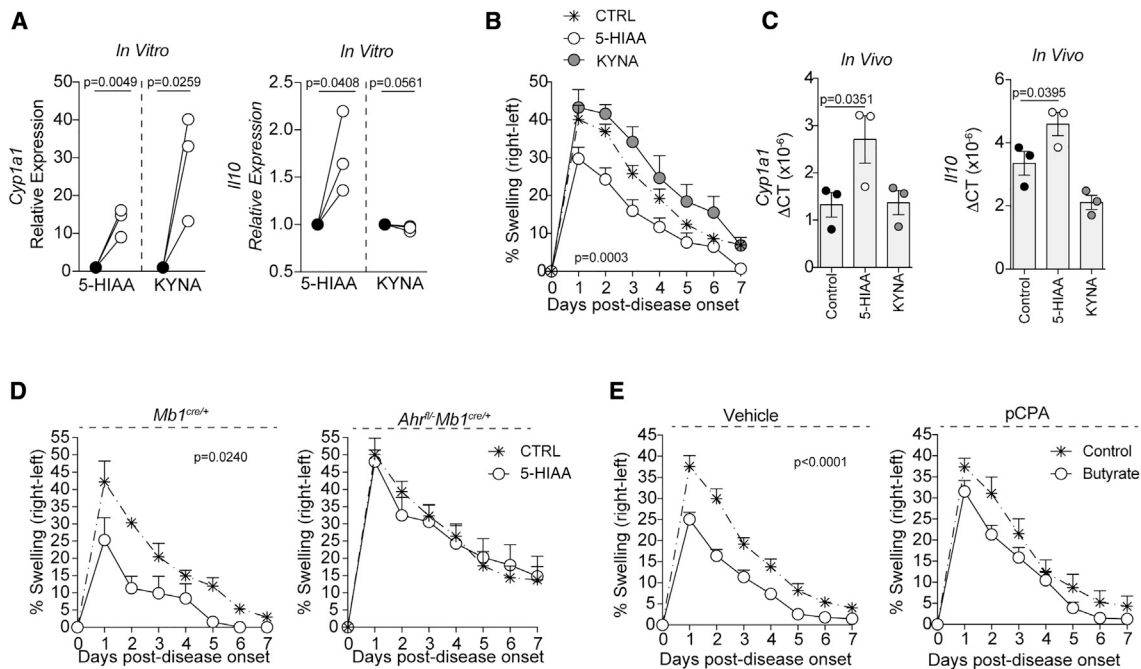 A
In Vitro
p=0.0049 p=0.0259
Cyp1a1
Relative Expression
50
40
30
20
10
0
5-HIAA KYNA
In Vitro
p=0.0408 p=0.0561
Il10
Relative Expression
2.5
2.0
1.5
1.0
0.5
5-HIAA KYNA
B
CTRL
5-HIAA
KYNA
% Swelling (right-left)
50
40
30
20
10
0
p=0.0003
0 1 2 3 4 5 6 7
Days post-disease onset
C
In Vivo
p=0.0351
Cyp1a1
ΔCT (x10-6)
4
3
2
1
0
Control
5-HIAA
KYNA
In Vivo
p=0.0395
Il10
ΔCT (x10-6)
6
4
2
0
Control
5-HIAA
KYNA
D
Mb1cre/+
p=0.0240
% Swelling (right-left)
55
50
45
40
35
30
25
20
15
10
5
0
0 1 2 3 4 5 6 7
Days post-disease onset
Ahrfl/-Mb1cre/+
CTRL
5-HIAA
% Swelling (right-left)
55
50
45
40
35
30
25
20
15
10
5
0
0 1 2 3 4 5 6 7
Days post-disease onset
E
Vehicle
p<0.0001
% Swelling (right-left)
45
40
35
30
25
20
15
10
5
0
0 1 2 3 4 5 6 7
Days post-disease onset
pCPA
Control
Butyrate
% Swelling (right-left)
45
40
35
30
25
20
15
10
5
0
0 1 2 3 4 5 6 7
Days post-disease onset